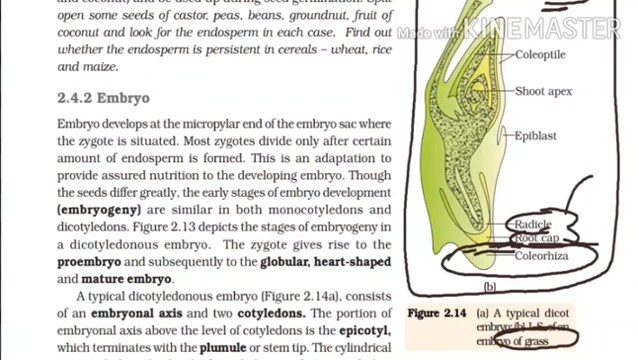 and coconut) and be used up during seed germination. Split
open some seeds of castor, peas, beans, groundnut, fruit of
coconut and look for the endosperm in each case. Find out
whether the endosperm is persistent in cereals – wheat, rice
and maize.
2.4.2 Embryo
Embryo develops at the micropylar end of the embryo sac where
the zygote is situated. Most zygotes divide only after certain
amount of endosperm is formed. This is an adaptation to
provide assured nutrition to the developing embryo. Though
the seeds differ greatly, the early stages of embryo development
(embryogeny) are similar in both monocotyledons and
dicotyledons. Figure 2.13 depicts the stages of embryogeny in
a dicotyledonous embryo. The zygote gives rise to the
proembryo and subsequently to the globular, heart-shaped
and mature embryo.
A typical dicotyledonous embryo (Figure 2.14a), consists
of an embryonal axis and two cotyledons. The portion of
embryonal axis above the level of cotyledons is the epicotyl,
which terminates with the plumule or stem tip. The cylindrical
Made with KINEMASTER
Coleoptile
Shoot apex
Epiblast
Radicle
Root cap
Coleorhiza
(b)
Figure 2.14 (a) A typical dicot
embryo; (b) L.S. of an
embryo of grass